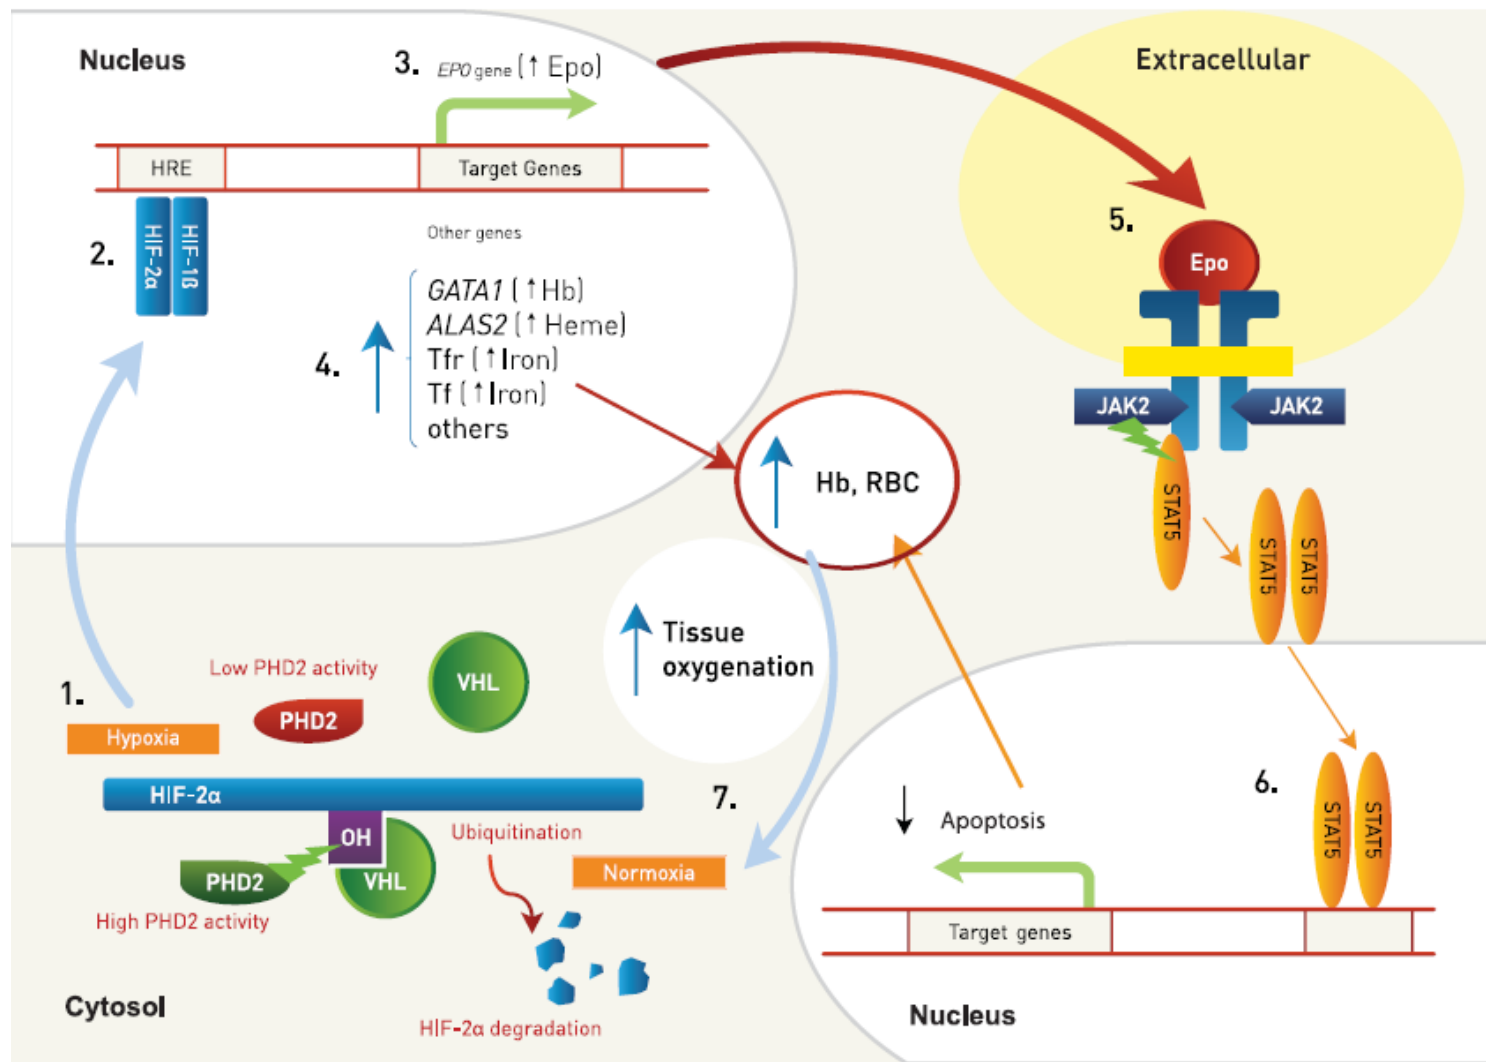 Nucleus
3. EPO gene (↑ Epo)
Extracellular
HRE
Target Genes
2.
HIF-2α
HIF-1ß
Other genes
4.
GATA1 (↑Hb)
ALAS2 (↑ Heme)
Tfr (↑Iron)
Tf (↑Iron)
others
5.
Epo
JAK2
JAK2
STAT5
STAT5
STAT5
Hb, RBC
Tissue
oxygenation
1.
Hypoxia
Low PHD2 activity
PHD2
VHL
HIF-2α
OH
VHL
PHD2
High PHD2 activity
Ubiquitination
7.
Normoxia
HIF-2α degradation
Cytosol
6.
STAT5
STAT5
↓ Apoptosis
Target genes
Nucleus